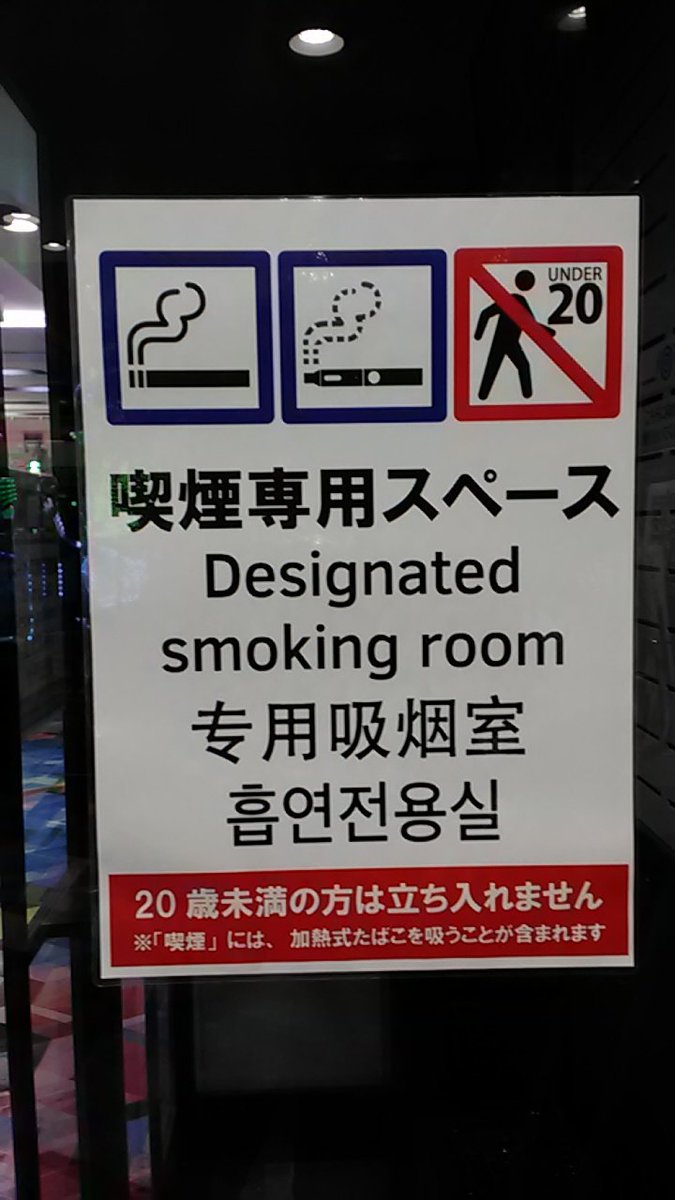 UNDER
20
喫煙専用スペース
Designated
smoking room
专用吸烟室
흡연전용실
20 歳未満の方は立ち入れません
※「喫煙」には、加熱式たばこを吸うことが含まれます